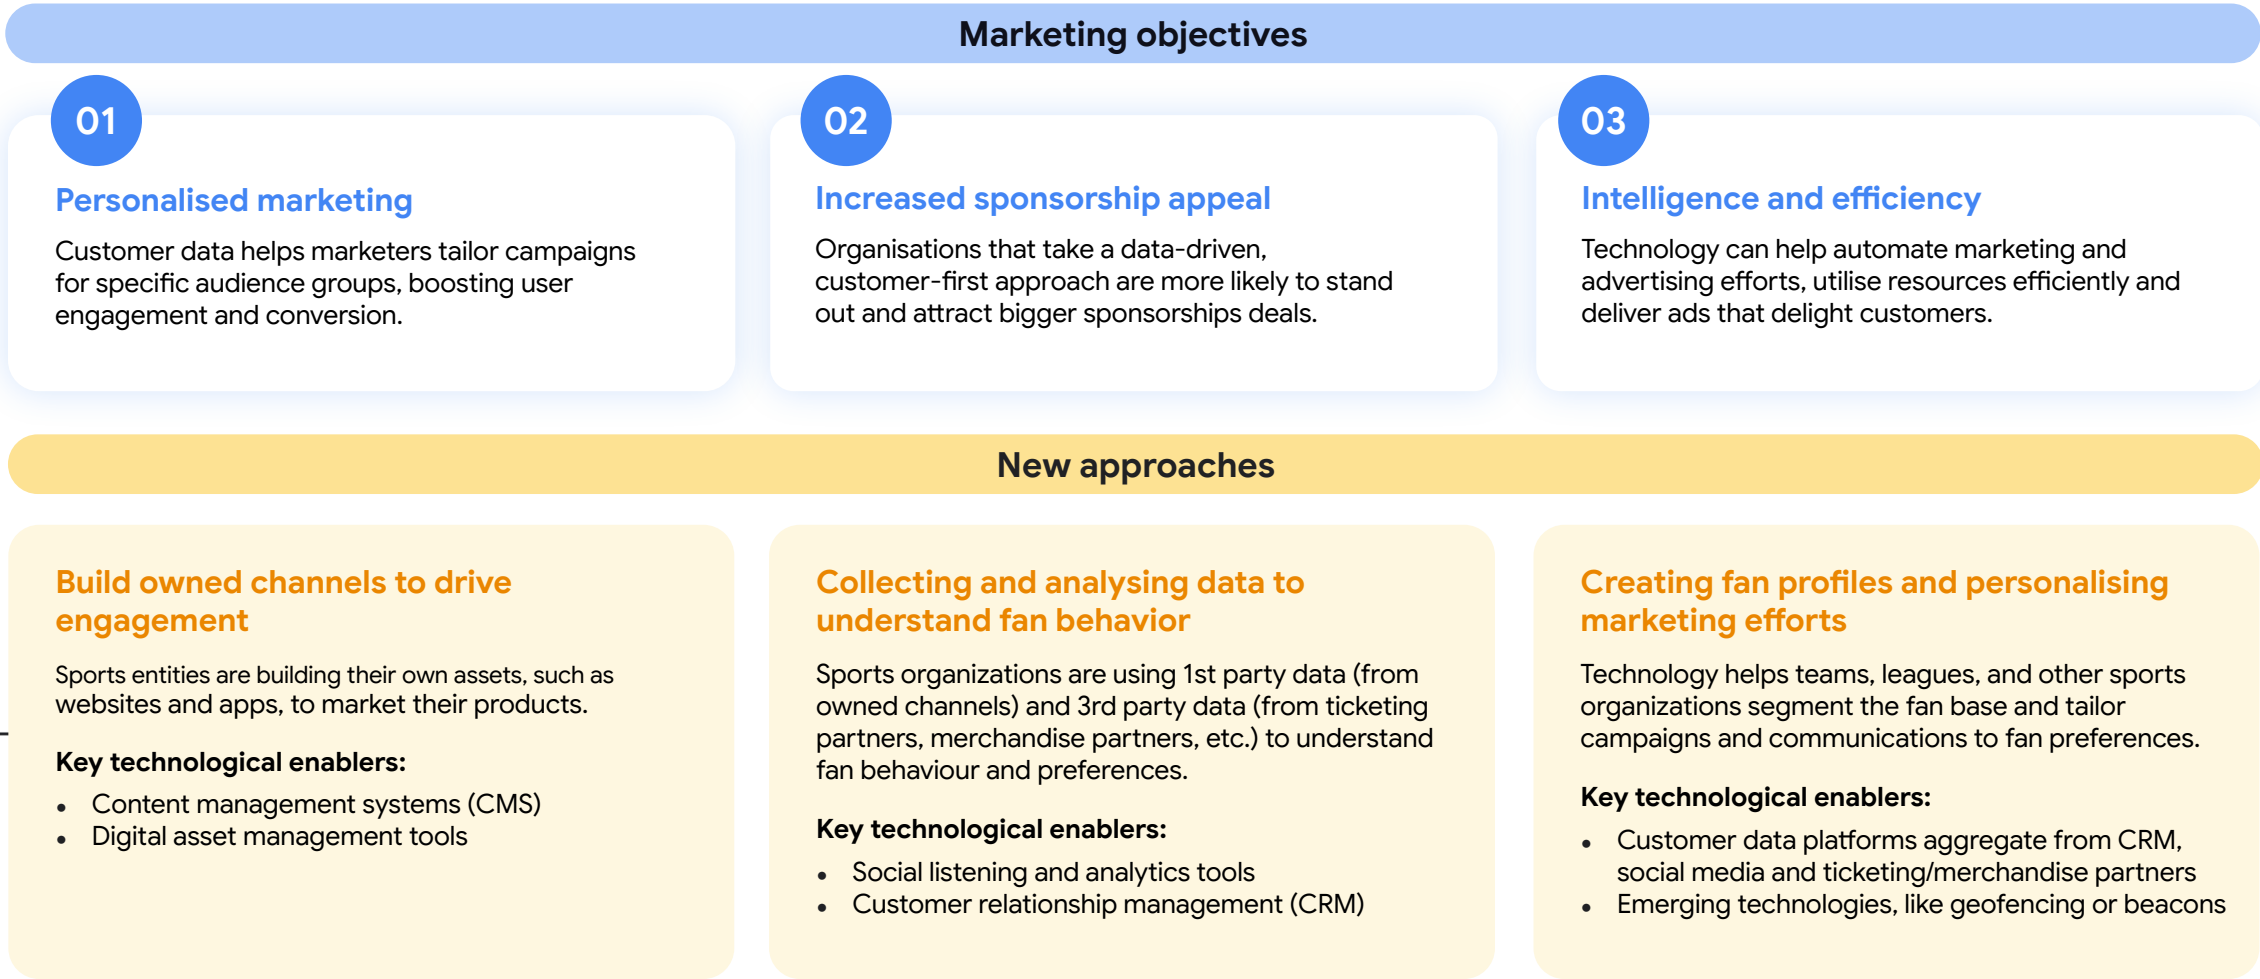 Marketing objectives
01
Personalised marketing
Customer data helps marketers tailor campaigns
for specific audience groups, boosting user
engagement and conversion.
02
Increased sponsorship appeal
Organisations that take a data-driven,
customer-first approach are more likely to stand
out and attract bigger sponsorships deals.
03
Intelligence and efficiency
Technology can help automate marketing and
advertising efforts, utilise resources efficiently and
deliver ads that delight customers.
New approaches
Build owned channels to drive
engagement
Sports entities are building their own assets, such as
websites and apps, to market their products.
Key technological enablers:
• Content management systems (CMS)
• Digital asset management tools
Collecting and analysing data to
understand fan behavior
Sports organizations are using 1st party data (from
owned channels) and 3rd party data (from ticketing
partners, merchandise partners, etc.) to understand
fan behaviour and preferences.
Key technological enablers:
• Social listening and analytics tools
• Customer relationship management (CRM)
Creating fan profiles and personalising
marketing efforts
Technology helps teams, leagues, and other sports
organizations segment the fan base and tailor
campaigns and communications to fan preferences.
Key technological enablers:
• Customer data platforms aggregate from CRM,
social media and ticketing/merchandise partners
• Emerging technologies, like geofencing or beacons